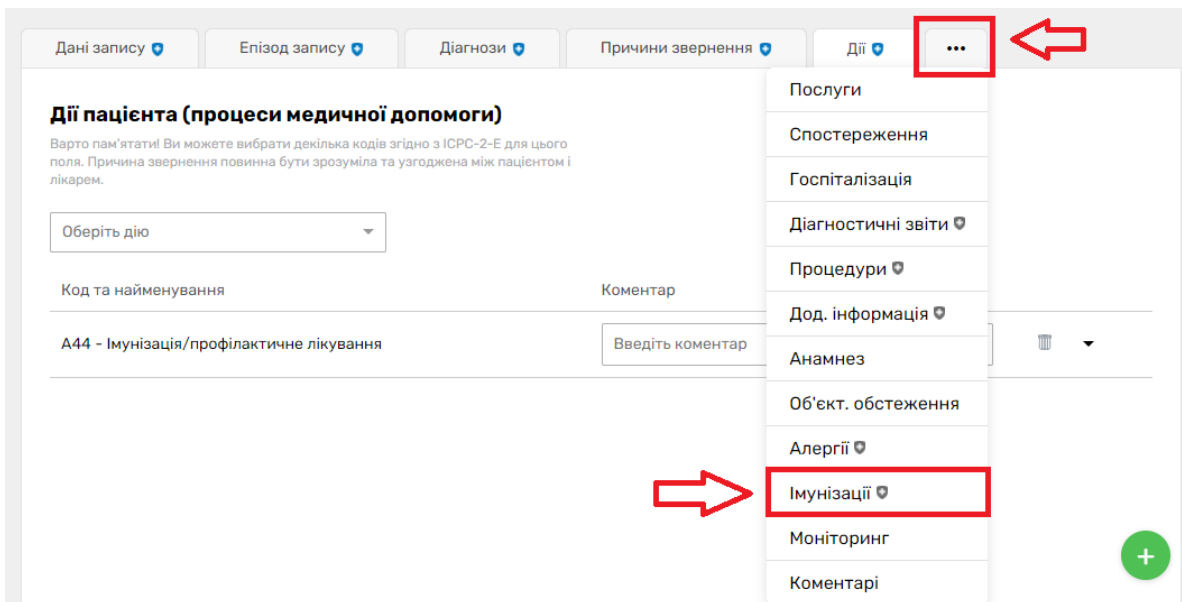 Дані запису
Епізод запису
Діагнози
Причини звернення
Дії
•••
Дії пацієнта (процеси медичної допомоги)
Варто пам'ятати! Ви можете вибрати декілька кодів згідно з ICPC-2-E для цього
поля. Причина звернення повинна бути зрозуміла та узгоджена між пацієнтом і
лікарем.
Оберіть дію
Код та найменування
Коментар
A44 - Імунізація/профілактичне лікування
Введіть коментар
Послуги
Спостереження
Госпіталізація
Діагностичні звіти
Процедури
Дод. інформація
Анамнез
Об'єкт. обстеження
Алергії
Імунізації
Моніторинг
Коментарі
+